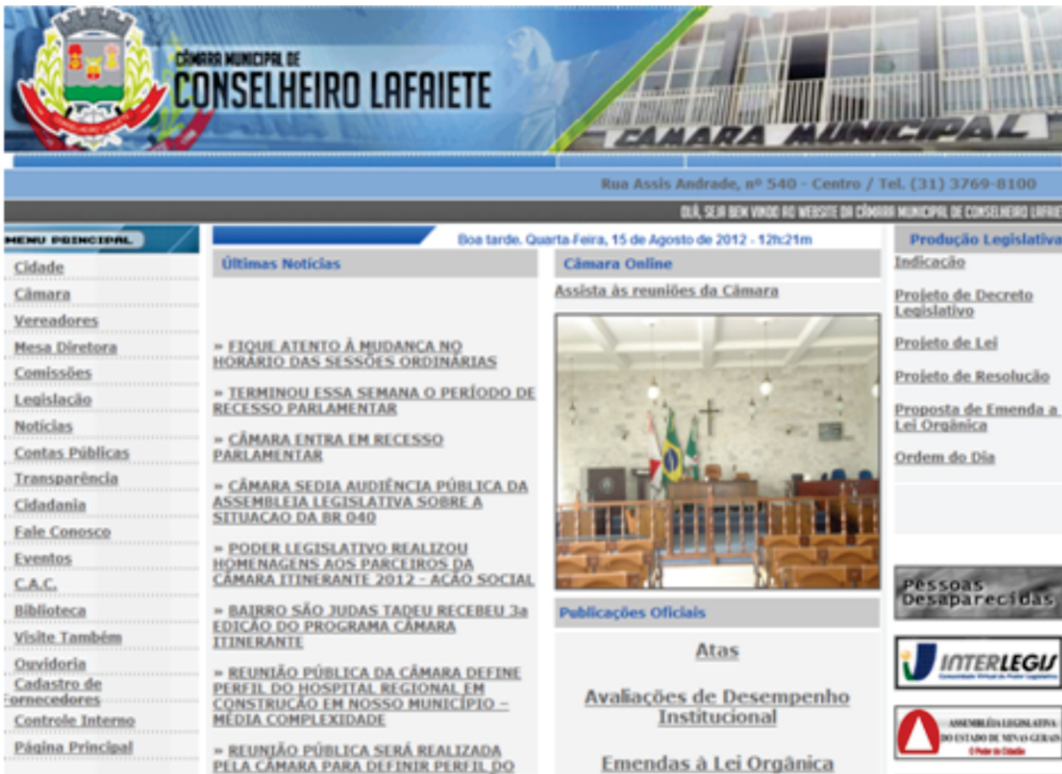 CÂMARA MUNICIPAL DE
CONSELHEIRO LAFAIETE
CÂMARA MUNICIPAL
Rua Assis Andrade, nº 540 - Centro / Tel. (31) 3769-8100
OLÁ, SEJA BEM VINDO AO WEBSITE DA CÂMARA MUNICIPAL DE CONSELHEIRO LAFAIE
MENU PRINCIPAL
Cidade
Câmara
Vereadores
Mesa Diretora
Comissões
Legislação
Notícias
Contas Públicas
Transparência
Cidadania
Fale Conosco
Eventos
C.A.C.
Biblioteca
Visite Também
Ouvidoria
Cadastro de
Fornecedores
Controle Interno
Página Principal
Boa tarde. Quarta-Feira, 15 de Agosto de 2012 - 12h:21m
Últimas Notícias
» FIQUE ATENTO À MUDANÇA NO
HORÁRIO DAS SESSÕES ORDINÁRIAS
» TERMINOU ESSA SEMANA O PERÍODO DE
RECESSO PARLAMENTAR
» CÂMARA ENTRA EM RECESSO
PARLAMENTAR
» CÂMARA SEDIA AUDIÊNCIA PÚBLICA DA
ASSEMBLEIA LEGISLATIVA SOBRE A
SITUAÇÃO DA BR 040
» PODER LEGISLATIVO REALIZOU
HOMENAGENS AOS PARCEIROS DA
CÂMARA ITINERANTE 2012 - AÇÃO SOCIAL
» BAIRRO SÃO JUDAS TADEU RECEBEU 3a
EDIÇÃO DO PROGRAMA CÂMARA
ITINERANTE
» REUNIÃO PÚBLICA DA CÂMARA DEFINE
PERFIL DO HOSPITAL REGIONAL EM
CONSTRUÇÃO EM NOSSO MUNICÍPIO –
MÉDIA COMPLEXIDADE
» REUNIÃO PÚBLICA SERÁ REALIZADA
PELA CÂMARA PARA DEFINIR PERFIL DO
Câmara Online
Assista às reuniões da Câmara
Publicações Oficiais
Atas
Avaliações de Desempenho
Institucional
Emendas à Lei Orgânica
Produção Legislativa
Indicação
Projeto de Decreto
Legislativo
Projeto de Lei
Projeto de Resolução
Proposta de Emenda a
Lei Orgânica
Ordem do Dia
Pessoas
Desaparecidas
INTERLEGIS
Comunidade Virtual do Poder Legislativo
ASSEMBLÉIA LEGISLATIVA
DO ESTADO DE MINAS GERAIS
O Poder do Cidadão